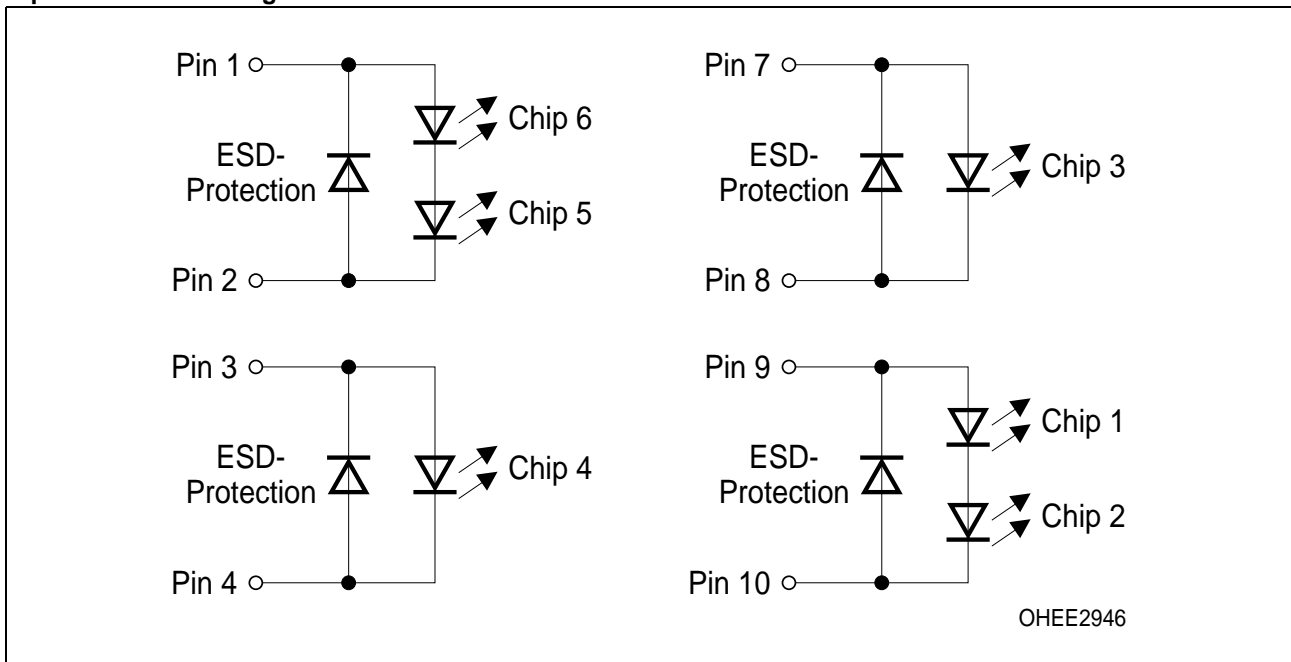 Pin 1
Chip 6
ESD-
Protection
Chip 5
Pin 2
Pin 7
ESD-
Protection
Chip 3
Pin 8
Pin 3
ESD-
Protection
Chip 4
Pin 4
Pin 9
Chip 1
ESD-
Protection
Chip 2
Pin 10
OHEE2946